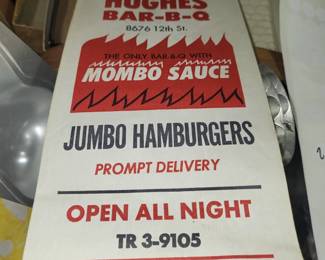 HUGHES
BAR-B-Q
8676 12th St.
THE ONLY BAR-B-Q WITH
MOMBO SAUCE
JUMBO HAMBURGERS
PROMPT DELIVERY
OPEN ALL NIGHT
TR 3-9105